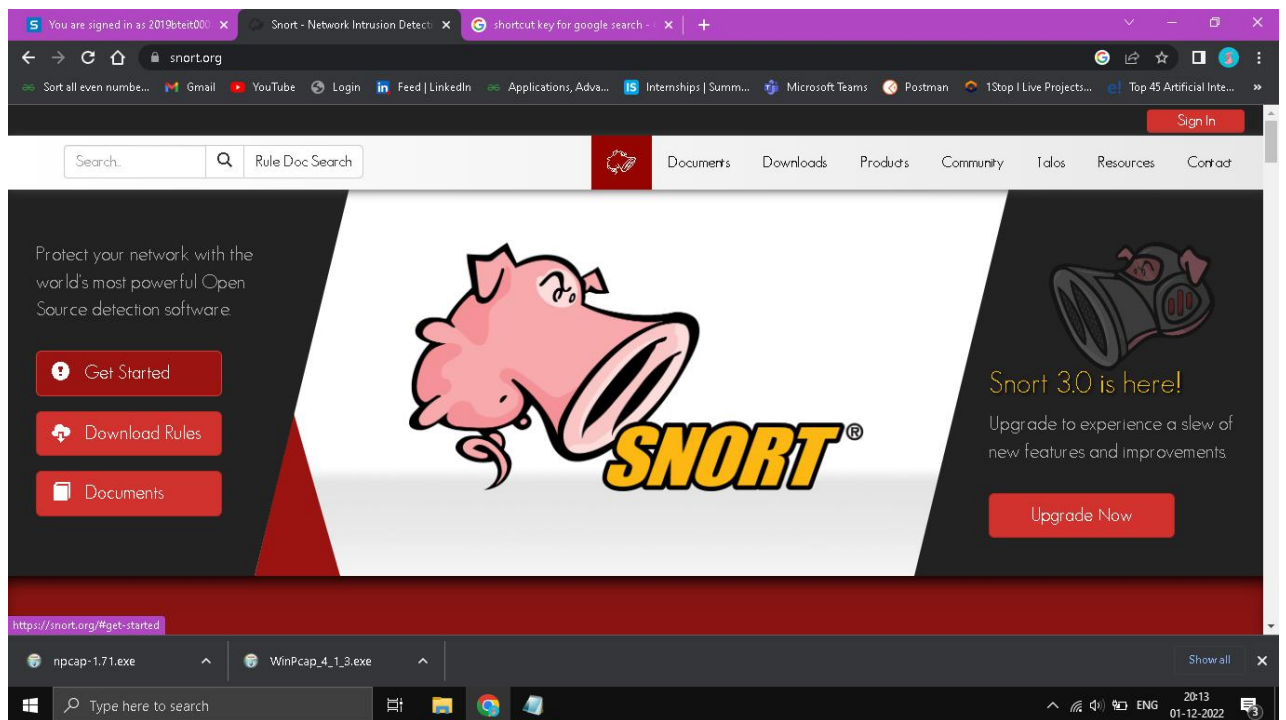 You are signed in as 2019bteit000
Snort - Network Intrusion Detecti
shortcut key for google search -
snort.org
Sort all even numbe...
Gmail
YouTube
Login
Feed | LinkedIn
Applications, Adva...
Internships | Summ...
Microsoft Teams
Postman
1Stop | Live Projects...
Top 45 Artificial Inte...
Sign In
Search..
Rule Doc Search
Documents
Downloads
Products
Community
Talos
Resources
Contact
Protect your network with the
world's most powerful Open
Source detection software.
Get Started
Download Rules
Documents
SNORT®
Snort 3.0 is here!
Upgrade to experience a slew of
new features and improvements.
Upgrade Now
https://snort.org/#get-started
npcap-1.71.exe
WinPcap_4_1_3.exe
Show all
Type here to search
ENG
20:13
01-12-2022
3